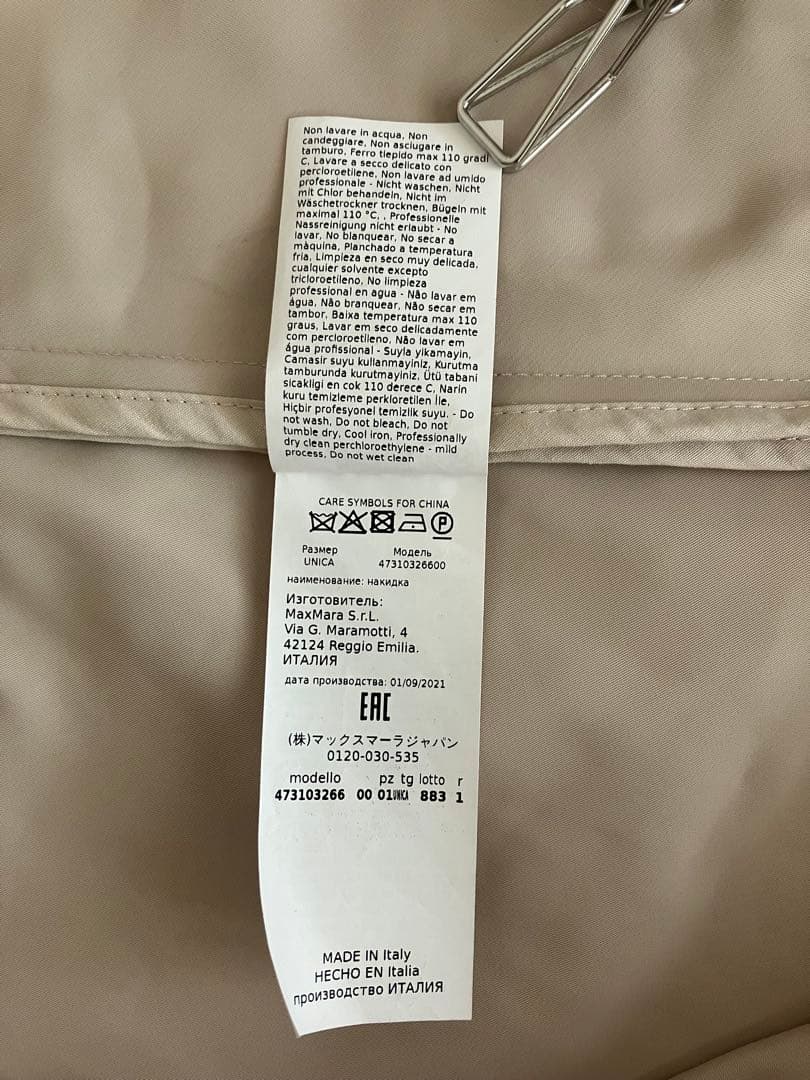 Non lavare in acqua, Non
candeggiare, Non asciugare in
tamburo, Ferro tiepido max 110 gradi
C, Lavare a secco delicato con
percloroetilene, Non lavare ad umido
professionale - Nicht waschen, Nicht
mit Chlor behandeln, Nicht im
Wäschetrockner trocknen, Bügeln mit
maximal 110 °C, , Professionelle
Nassreinigung nicht erlaubt - No
lavar, No blanquear, No secar a
màquina, Planchado a temperatura
fria, Limpieza en seco muy delicada,
cualquier solvente excepto
tricloroetileno, No limpieza
professional en agua - Não lavar em
água, Não branquear, Não secar em
tambor, Baixa temperatura max 110
graus, Lavar em seco delicadamente
com percloroetileno, Não lavar em
água profissional - Suyla yikamayin,
Camasir suyu kullanmayiniz, Kurutma
tamburunda kurutmayiniz, Ütü tabani
sicakligi en cok 110 derece C, Narin
kuru temizleme perkloretilen İle,
Hiçbir profesyonel temizlik suyu. - Do
not wash, Do not bleach, Do not
tumble dry, Cool iron, Professionally
dry clean perchloroethylene - mild
process, Do not wet clean
CARE SYMBOLS FOR CHINA
P
Размер Модель
UNICA 47310326600
наименование: накидка
Изготовитель:
MaxMara S.r.L.
Via G. Maramotti, 4
42124 Reggio Emilia.
ИТАЛИЯ
дата производства: 01/09/2021
EAC
(株)マックスマーラジャパン
0120-030-535
modello pz tg lotto r
473103266 00 01 UNICA 883 1
MADE IN Italy
HECHO EN Italia
производство ИТАЛИЯ